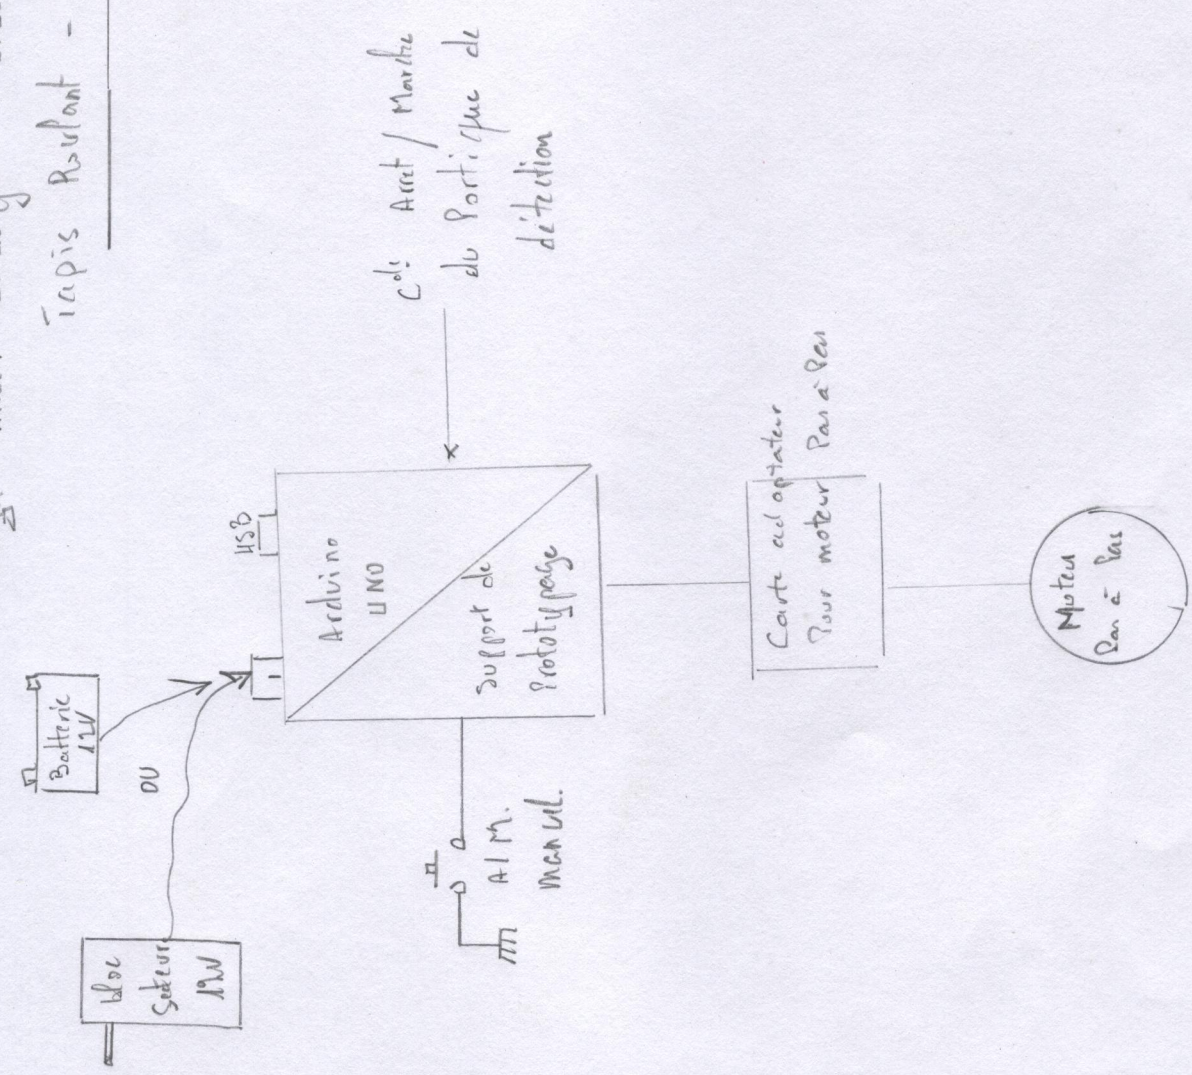 Tapis Roulant -
Batterie
12V
OU
bloc
Secteur
12V
USB
Arduino
UNO
Support de
Prototypage
Cde Arret / Marche
du Portique de
détection
A/M.
manuel.
Carte adaptateur
Pour moteur Pas à Pas
Moteur
Pas à Pas